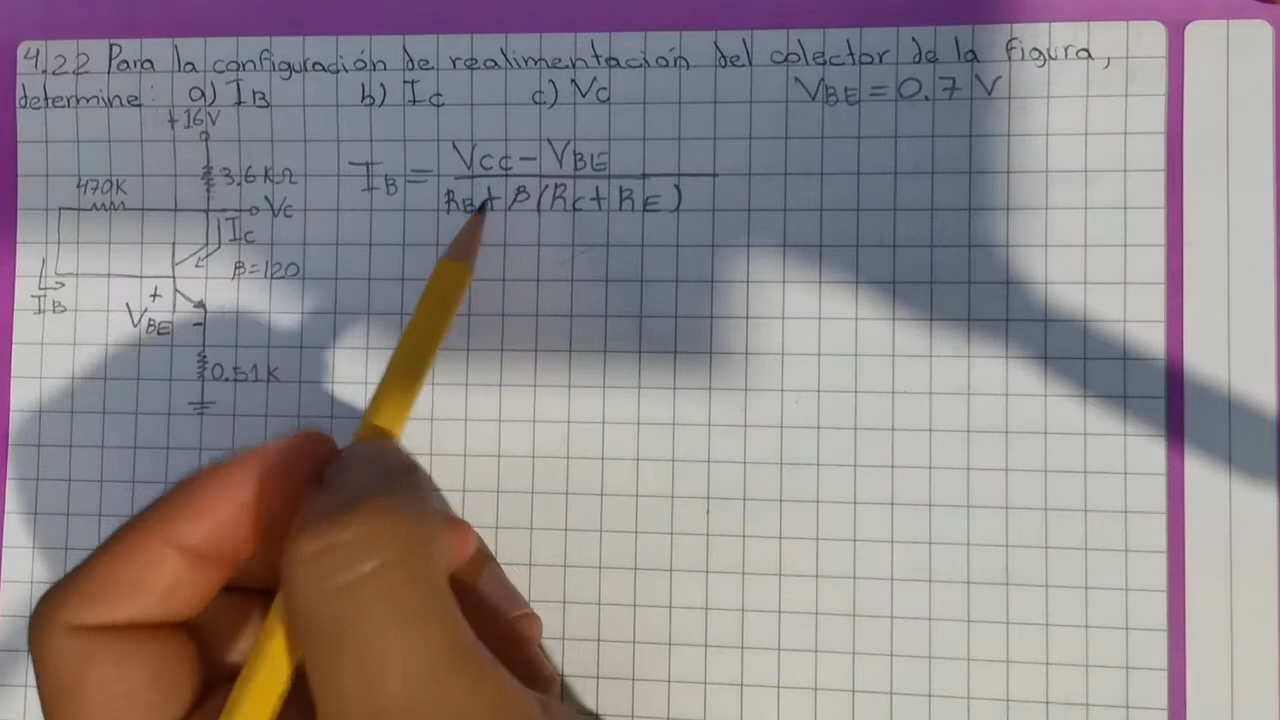 4.22 Para la configuración de realimentación del colector de la figura,
determine: a) IB b) Ic c) Vc VBE = 0.7 V
+16V
3.6 KΩ
470K
Vc
Ic
β=120
IB
+
VBE -
0.51K
IB = VCC - VBE
RB + β (Rc + RE)